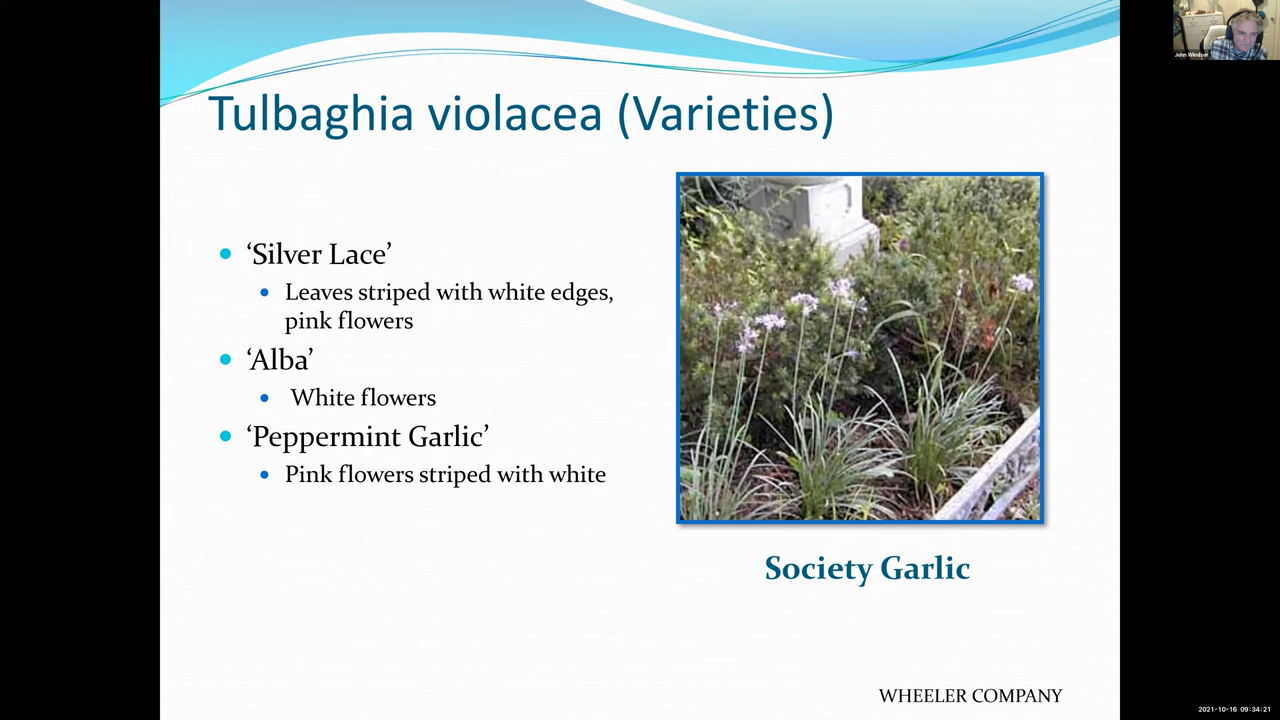 John Windsor
Tulbaghia violacea (Varieties)
‘Silver Lace’
Leaves striped with white edges,
pink flowers
‘Alba’
White flowers
‘Peppermint Garlic’
Pink flowers striped with white
Society Garlic
WHEELER COMPANY
2021-10-16 09:34:21